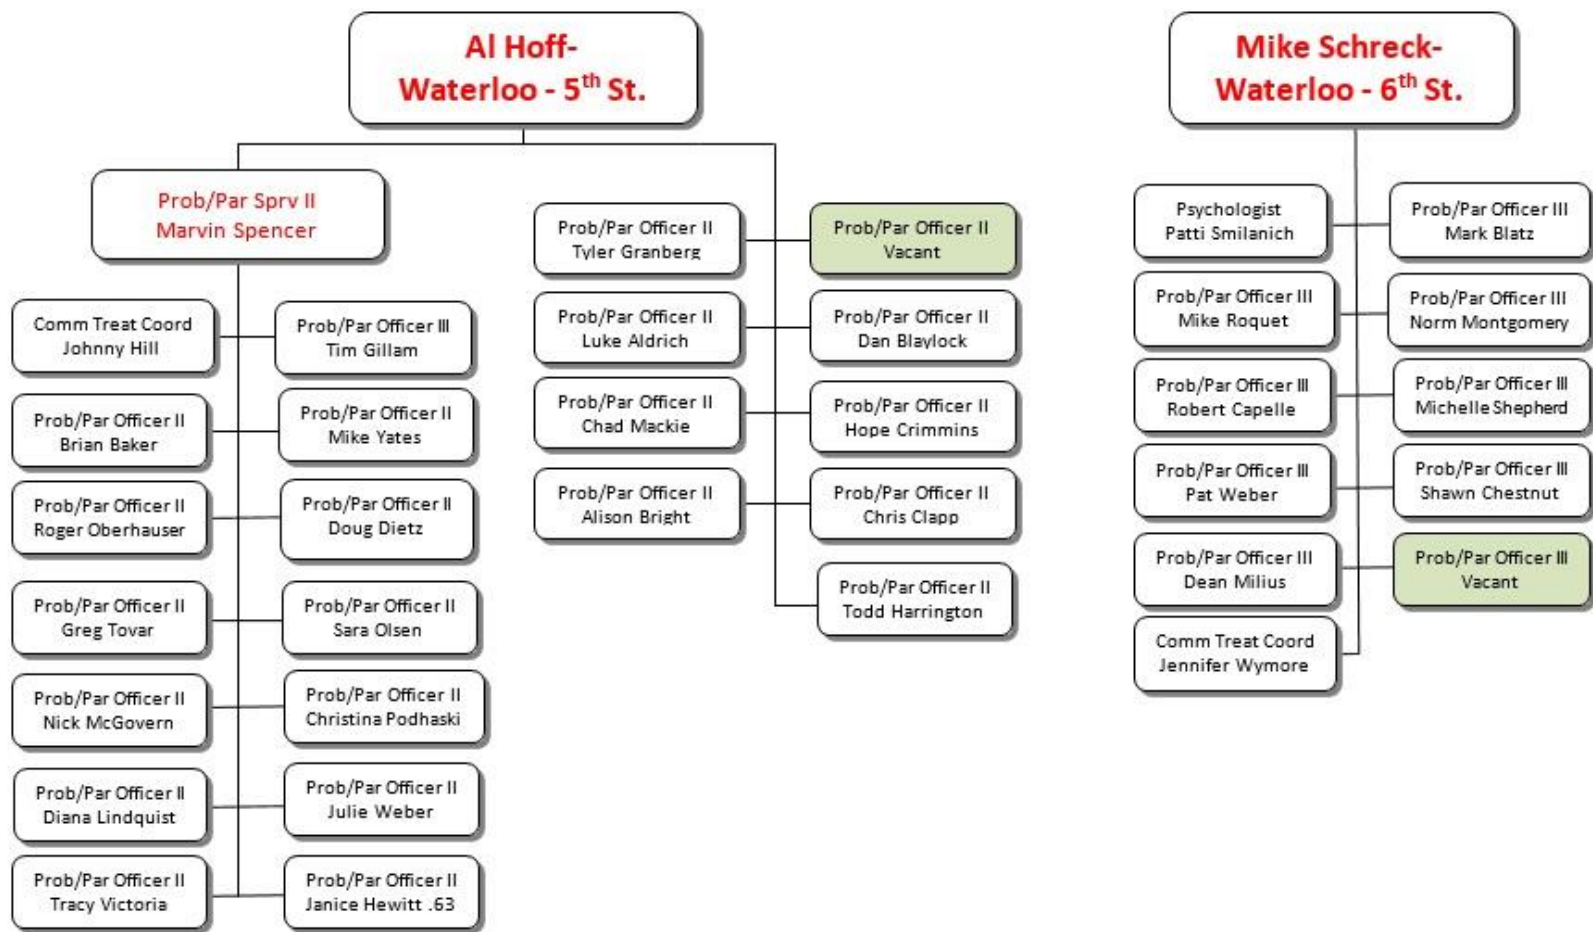 Al Hoff-
Waterloo - 5th St.
Prob/Par Sprv II
Marvin Spencer
Comm Treat Coord
Johnny Hill
Prob/Par Officer III
Tim Gillam
Prob/Par Officer II
Brian Baker
Prob/Par Officer II
Mike Yates
Prob/Par Officer II
Roger Oberhauser
Prob/Par Officer II
Doug Dietz
Prob/Par Officer II
Greg Tovar
Prob/Par Officer II
Sara Olsen
Prob/Par Officer II
Nick McGovern
Prob/Par Officer II
Christina Podhaski
Prob/Par Officer II
Diana Lindquist
Prob/Par Officer II
Julie Weber
Prob/Par Officer II
Tracy Victoria
Prob/Par Officer II
Janice Hewitt .63
Prob/Par Officer II
Tyler Granberg
Prob/Par Officer II
Vacant
Prob/Par Officer II
Luke Aldrich
Prob/Par Officer II
Dan Blaylock
Prob/Par Officer II
Chad Mackie
Prob/Par Officer II
Hope Crimmins
Prob/Par Officer II
Alison Bright
Prob/Par Officer II
Chris Clapp
Prob/Par Officer II
Todd Harrington
Mike Schreck-
Waterloo - 6th St.
Psychologist
Patti Smilanich
Prob/Par Officer III
Mark Blatz
Prob/Par Officer III
Mike Roquet
Prob/Par Officer III
Norm Montgomery
Prob/Par Officer III
Robert Capelle
Prob/Par Officer III
Michelle Shepherd
Prob/Par Officer III
Pat Weber
Prob/Par Officer III
Shawn Chestnut
Prob/Par Officer III
Dean Milius
Prob/Par Officer III
Vacant
Comm Treat Coord
Jennifer Wymore